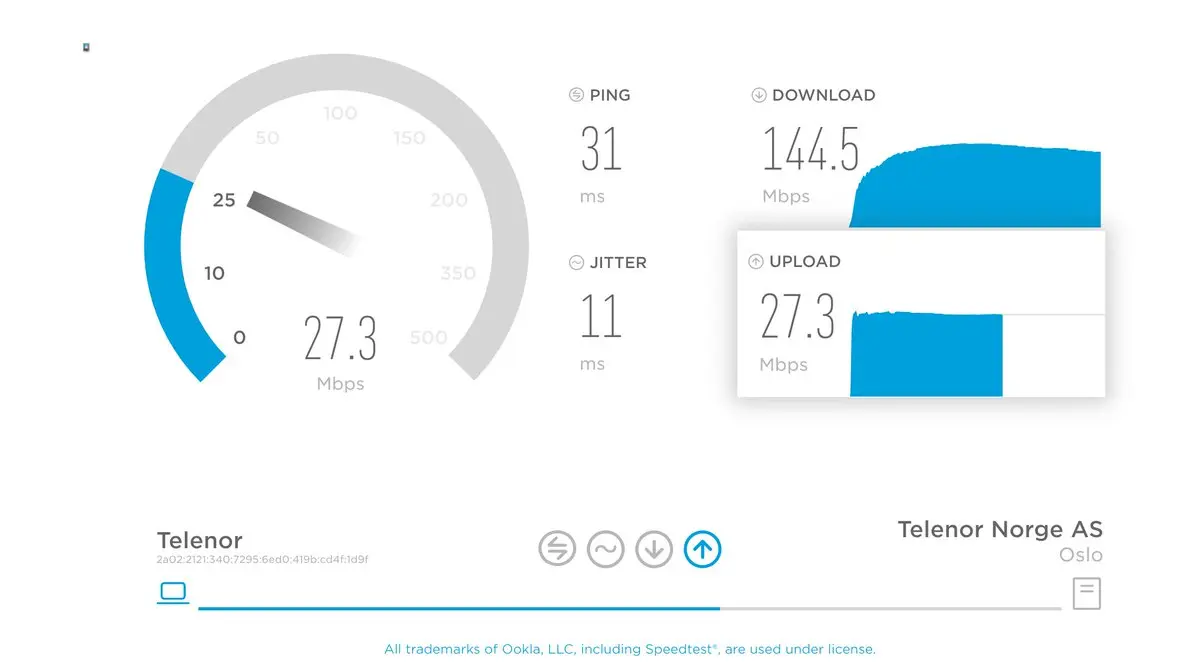 0
10
25
50
100
150
200
350
500
27.3
Mbps
PING
31
ms
JITTER
11
ms
DOWNLOAD
144.5
Mbps
UPLOAD
27.3
Mbps
Telenor
2a02:2121:340:7295:6ed0:419b:cd4f:1d9f
Telenor Norge AS
Oslo
All trademarks of Ookla, LLC, including Speedtest®, are used under license.